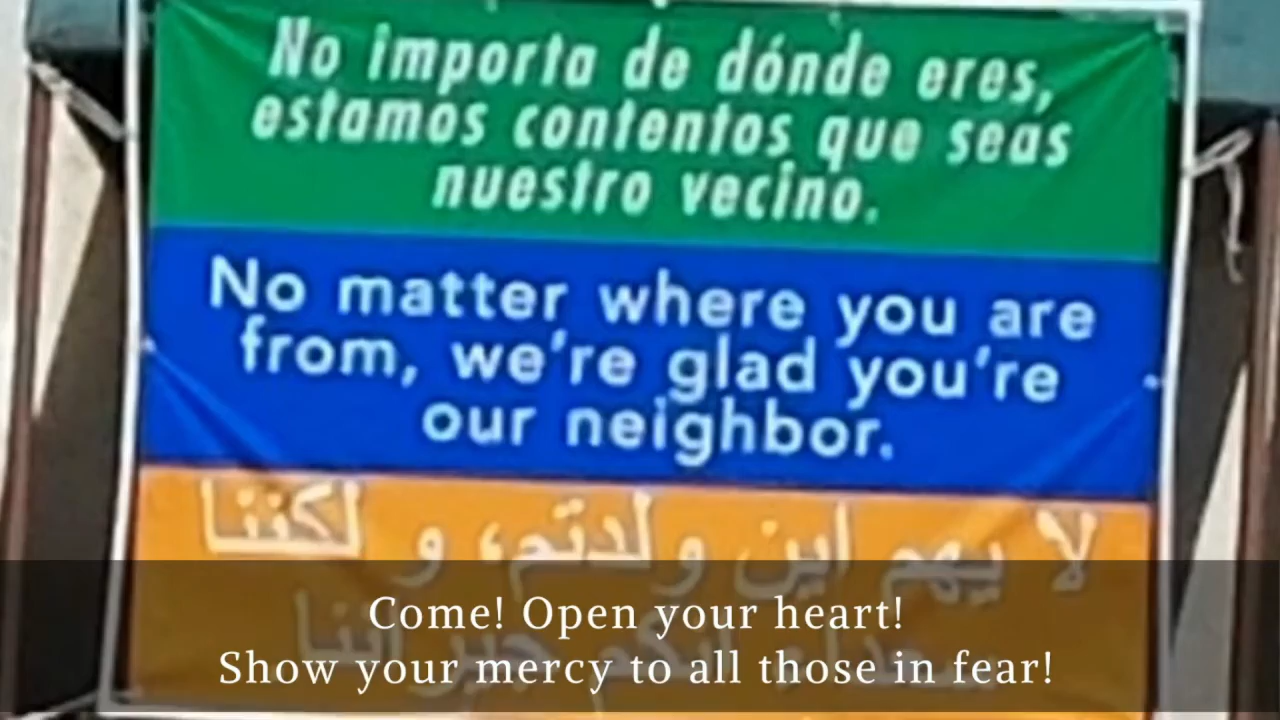 No importa de dónde eres,
estamos contentos que seas
nuestro vecino.
No matter where you are
from, we're glad you're
our neighbor.
لا يهم اين ولدتم، و لكننا
انكم جيراننا
Come! Open your heart!
Show your mercy to all those in fear!